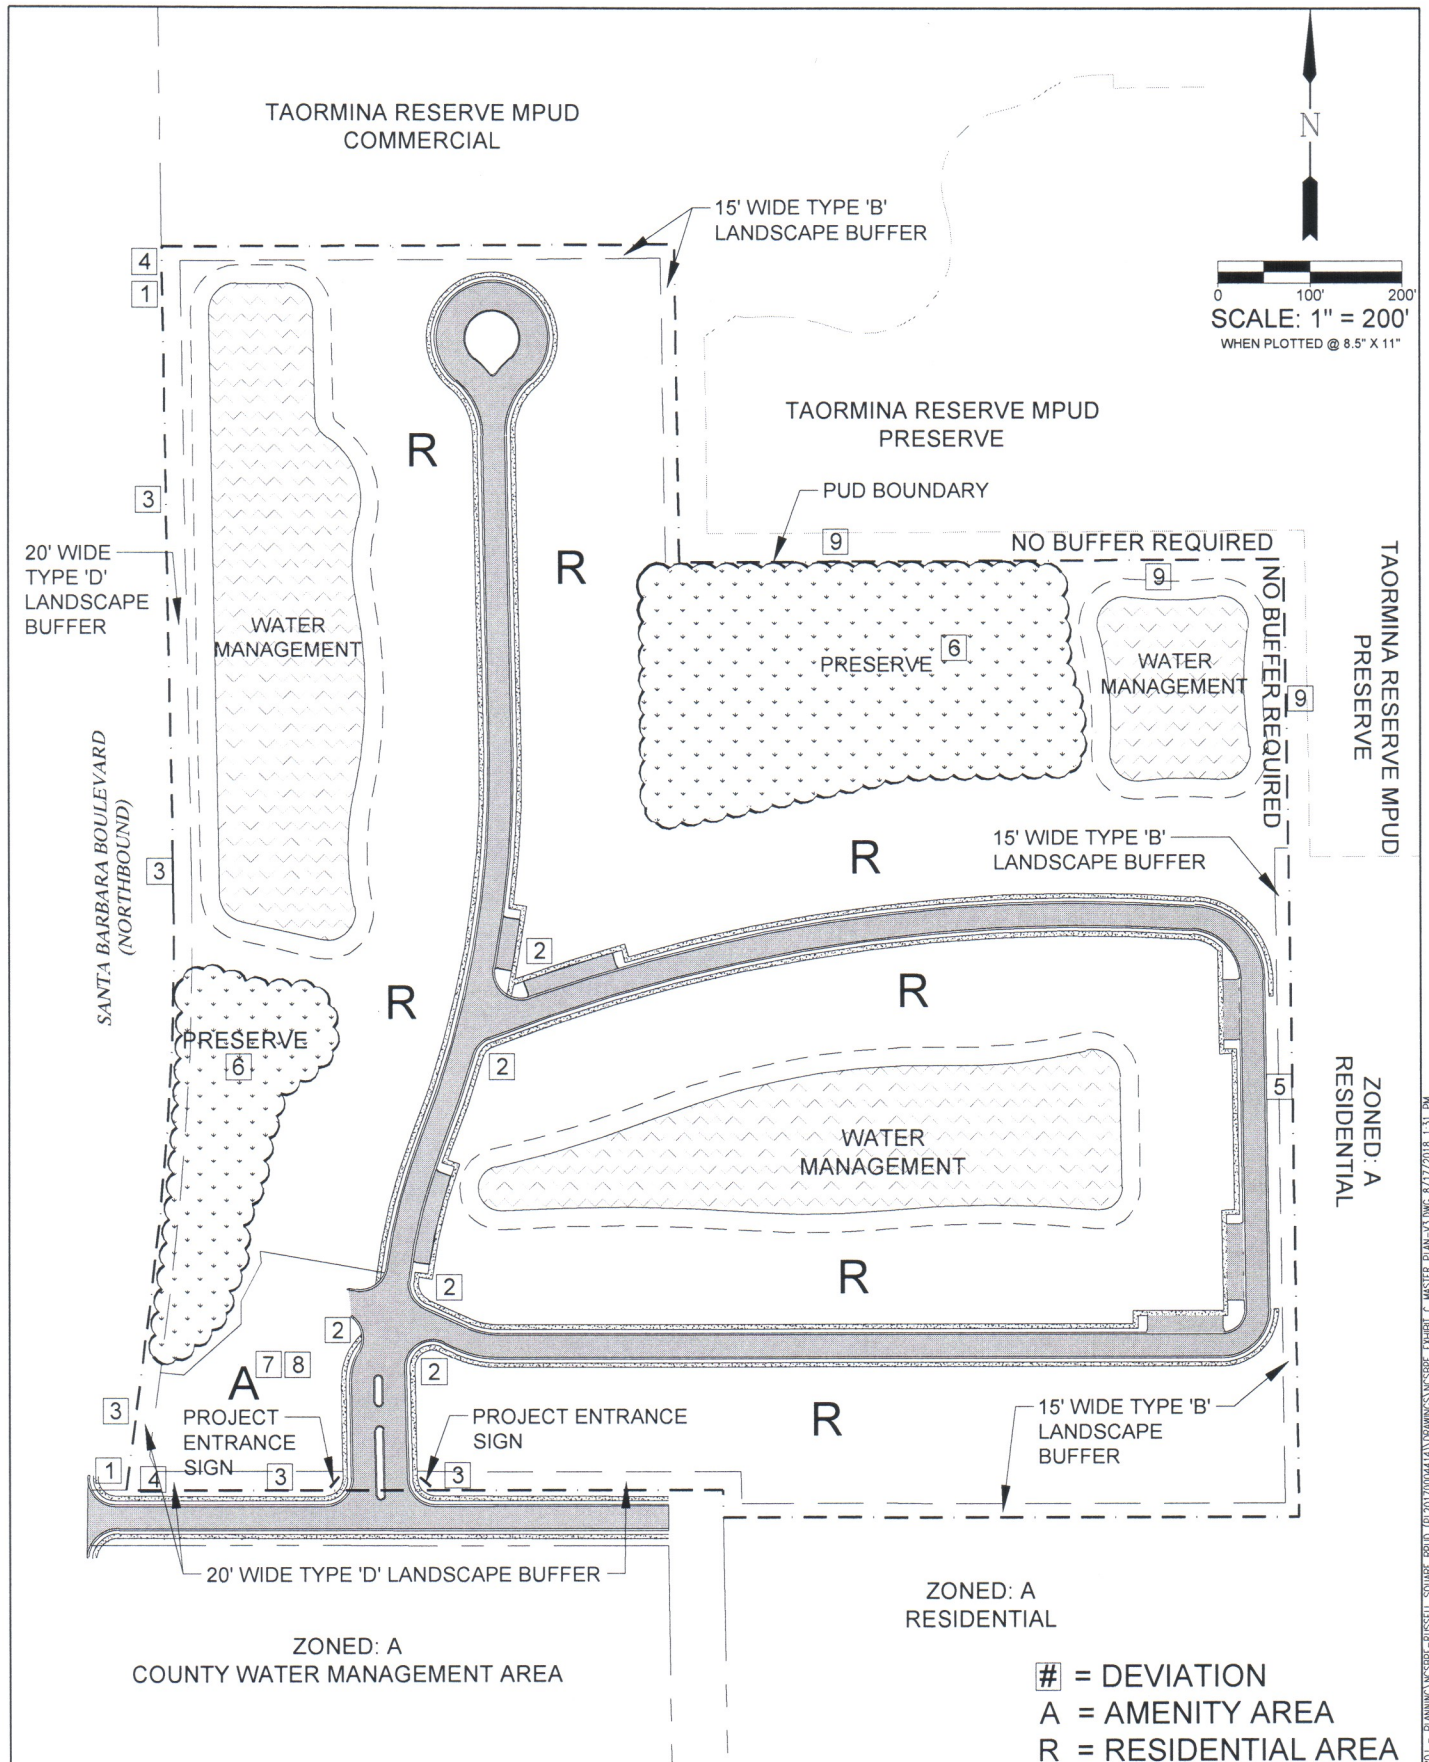 TAORMINA RESERVE MPUD
COMMERCIAL
N
15' WIDE TYPE 'B'
LANDSCAPE BUFFER
4
1
0 100' 200'
SCALE: 1" = 200'
WHEN PLOTTED @ 8.5" X 11"
TAORMINA RESERVE MPUD
PRESERVE
R
PUD BOUNDARY
3
9
NO BUFFER REQUIRED
20' WIDE
TYPE 'D'
LANDSCAPE
BUFFER
R
9
NO BUFFER REQUIRED
TAORMINA RESERVE MPUD
PRESERVE
WATER
MANAGEMENT
PRESERVE
6
WATER
MANAGEMENT
9
SANTA BARBARA BOULEVARD
(NORTHBOUND)
3
R
15' WIDE TYPE 'B'
LANDSCAPE BUFFER
2
R
R
PRESERVE
6
2
5
ZONED: A
RESIDENTIAL
WATER
MANAGEMENT
R
2
2
2
7
8
A
3
PROJECT
ENTRANCE
SIGN
PROJECT ENTRANCE
SIGN
R
15' WIDE TYPE 'B'
LANDSCAPE
BUFFER
1
4
3
3
20' WIDE TYPE 'D' LANDSCAPE BUFFER
ZONED: A
RESIDENTIAL
ZONED: A
COUNTY WATER MANAGEMENT AREA
# = DEVIATION
A = AMENITY AREA
R = RESIDENTIAL AREA